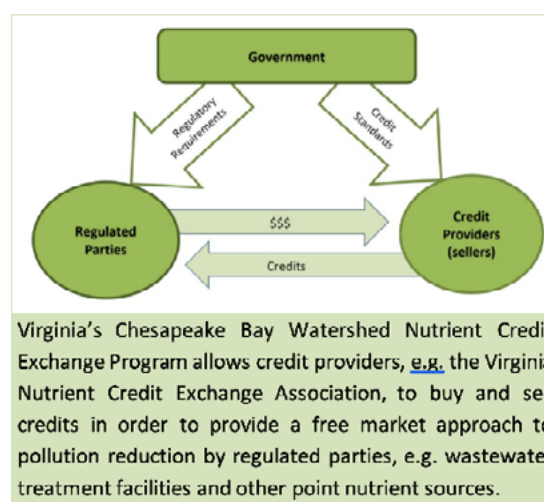 Government
Regulatory
Requirements
Credit
Standards
Regulated
Parties
$$$
Credits
Credit
Providers
(sellers)
Virginia's Chesapeake Bay Watershed Nutrient Credi
Exchange Program allows credit providers, e.g. the Virginia
Nutrient Credit Exchange Association, to buy and se
credits in order to provide a free market approach to
pollution reduction by regulated parties, e.g. wastewate
treatment facilities and other point nutrient sources.